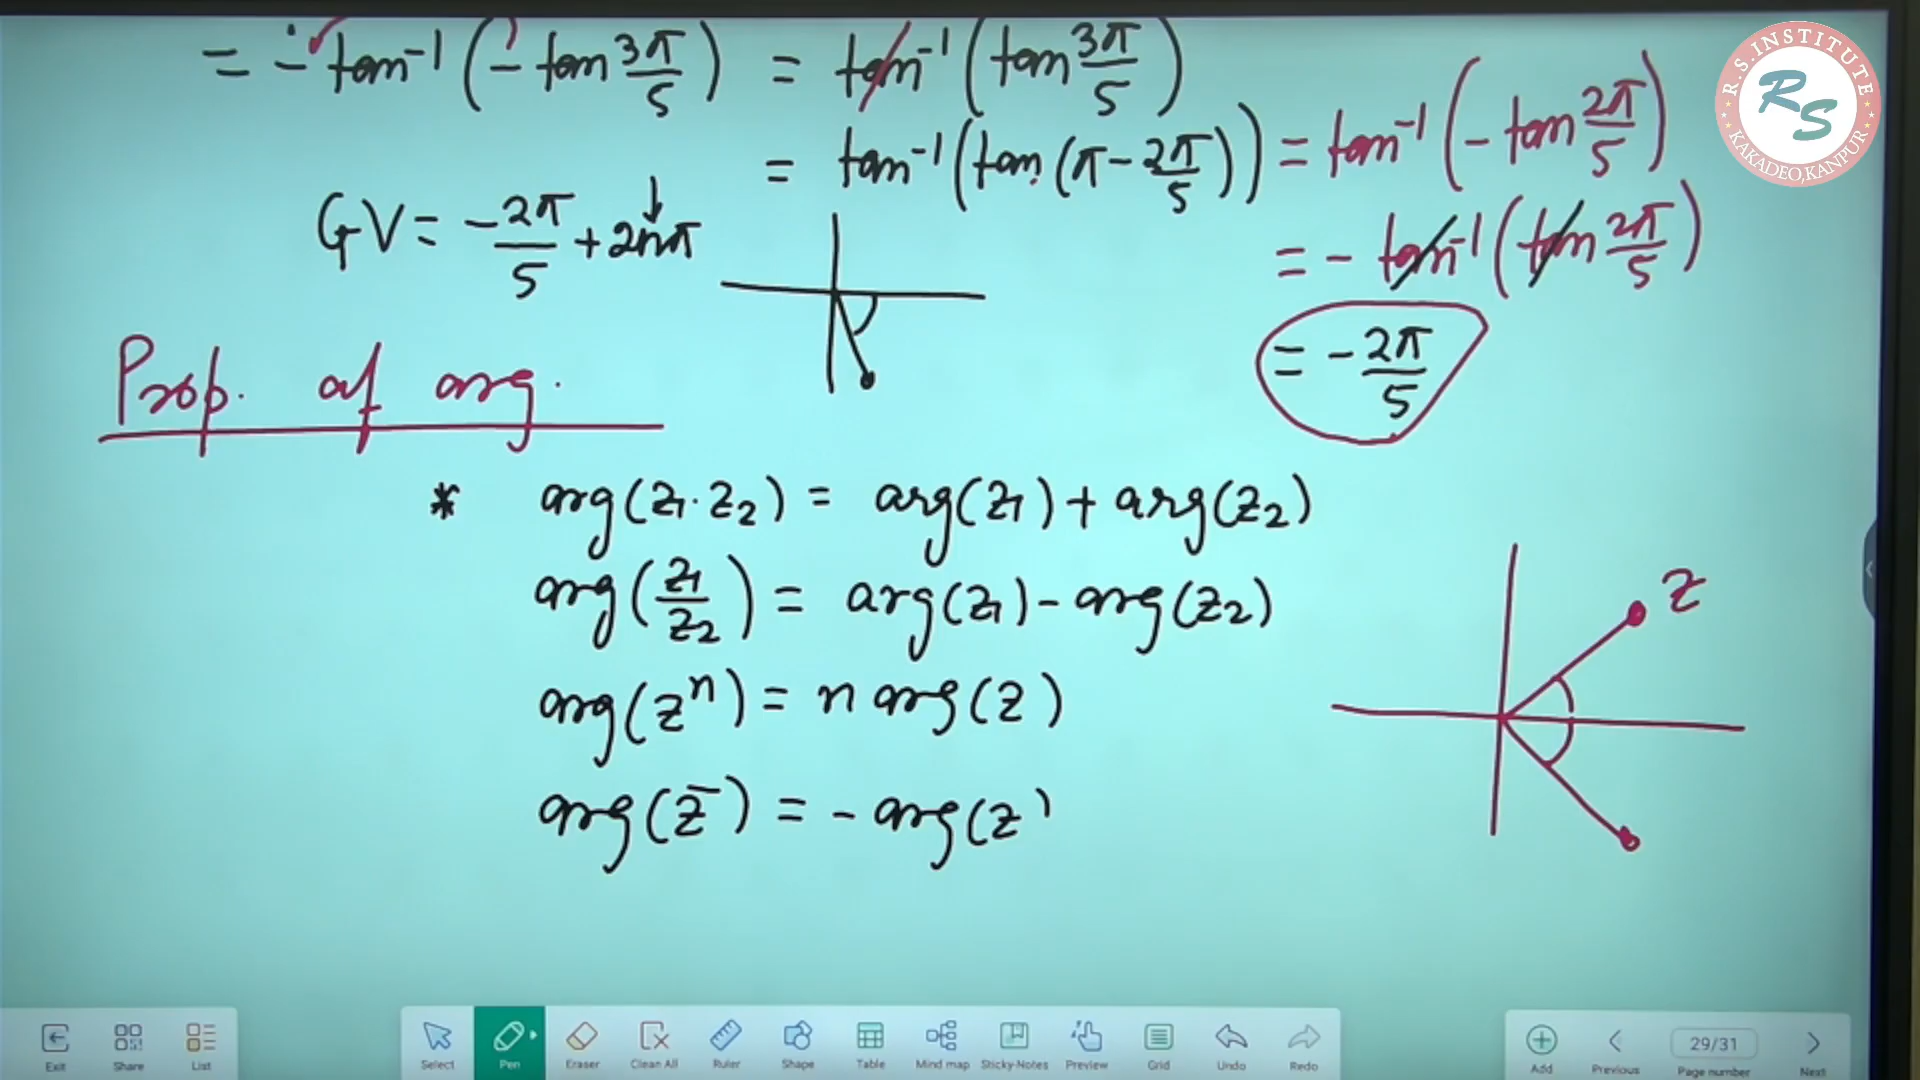 = - tan⁻¹(- tan 3π/5) = tan⁻¹(tan 3π/5)
= tan⁻¹(tan(π - 2π/5)) = tan⁻¹(- tan 2π/5)
GV = -2π/5 + 2nπ
= - tan⁻¹(tan 2π/5)
= - 2π/5
Prop. of arg.
* arg(z₁.z₂) = arg(z₁) + arg(z₂)
arg(z₁/z₂) = arg(z₁) - arg(z₂)
arg(zⁿ) = n arg(z)
arg(z̄) = - arg(z)
z
R.S.INSTITUTE
RS
KAKADEO,KANPUR
Exit Share List Select Pen Eraser Clean All Ruler Shape Table Mind map Sticky-Notes Preview Grid Undo Redo Add Previous 29/31 Page number Next